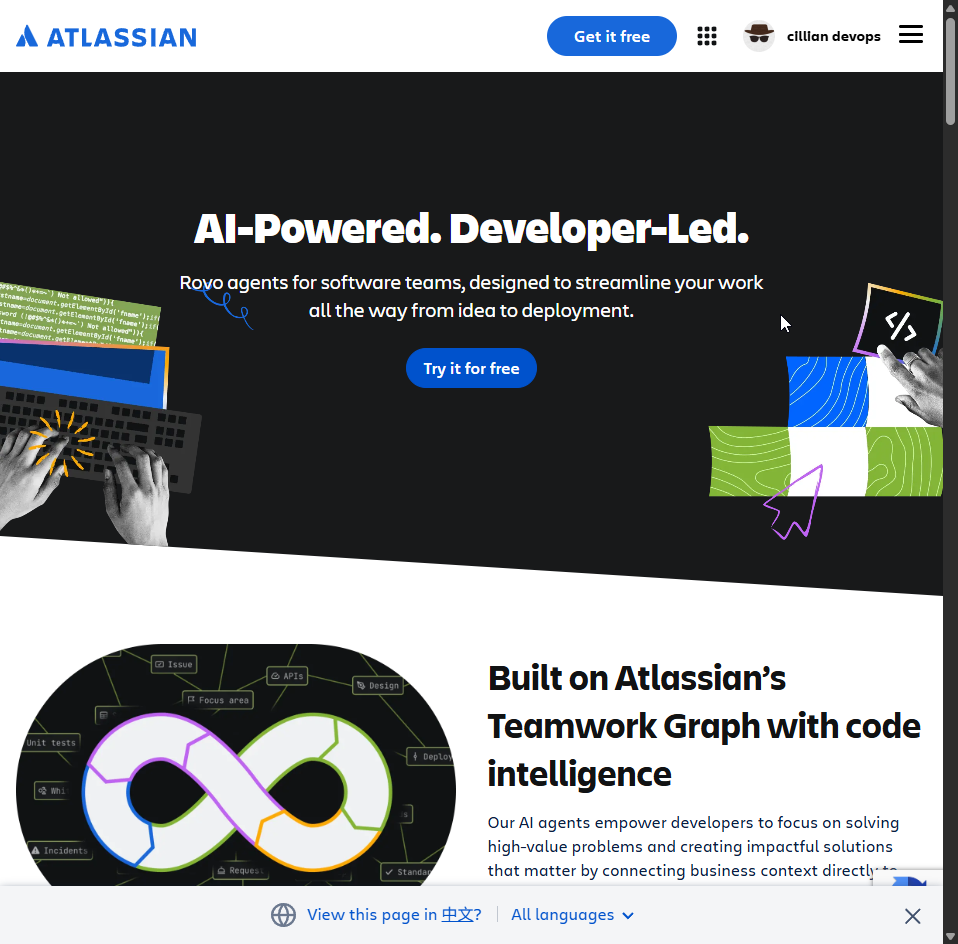 ATLASSIAN
Get it free
cillian devops
AI-Powered. Developer-Led.
Rovo agents for software teams, designed to streamline your work
all the way from idea to deployment.
Try it for free
Issue
APIs
Design
Focus area
Unit tests
Deploy
Whi
Incidents
Request
Standar
Built on Atlassian’s
Teamwork Graph with code
intelligence
Our AI agents empower developers to focus on solving
high-value problems and creating impactful solutions
that matter by connecting business context directly to
View this page in 中文?
All languages